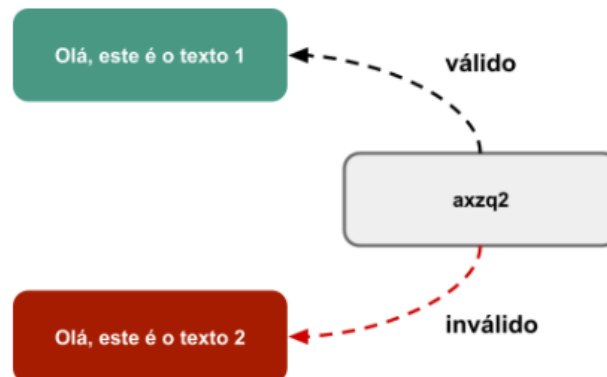 Olá, este é o texto 1
válido
axzq2
Olá, este é o texto 2
inválido